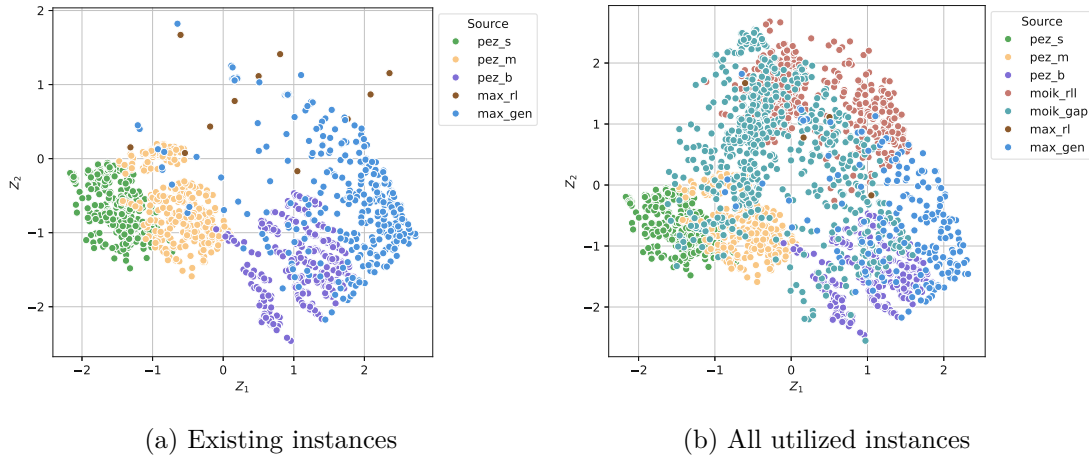 Source
pez_s
pez_m
pez_b
max_rl
max_gen
2
1
0
−1
−2
Z2
−2
−1
0
1
2
Z1
(a) Existing instances
Source
pez_s
pez_m
pez_b
moik_rll
moik_gap
max_rl
max_gen
2
1
0
−1
−2
Z2
−2
−1
0
1
2
Z1
(b) All utilized instances